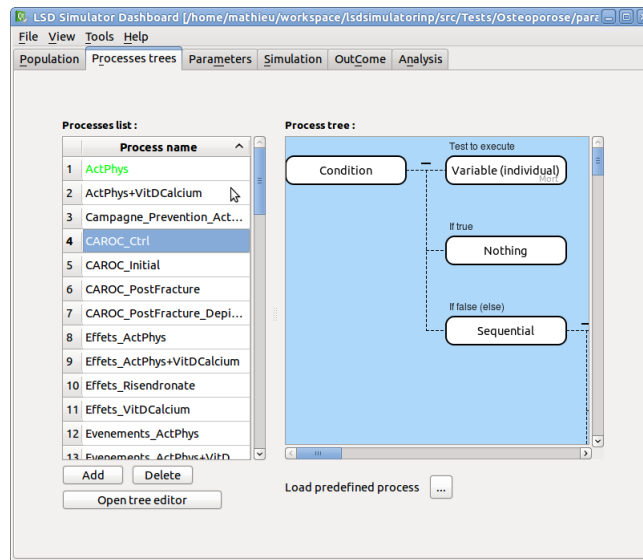 LSD Simulator Dashboard [/home/mathieu/workspace/lsdsimulatorinp/src/Tests/Osteoporose/para
File View Tools Help
Population Processes trees Parameters Simulation OutCome Analysis
Processes list :
Process name
1 ActPhys
2 ActPhys+VitDCalcium
3 Campagne_Prevention_Act...
4 CAROC_Ctrl
5 CAROC_Initial
6 CAROC_PostFracture
7 CAROC_PostFracture_Depi...
8 Effets_ActPhys
9 Effets_ActPhys+VitDCalcium
10 Effets_Risendronate
11 Effets_VitDCalcium
12 Evenements_ActPhys
13 Evenements_ActPhys+VitD
Add Delete
Open tree editor
Process tree :
Test to execute
Condition
Variable (individual)
Mort
If true
Nothing
If false (else)
Sequential
Load predefined process ...